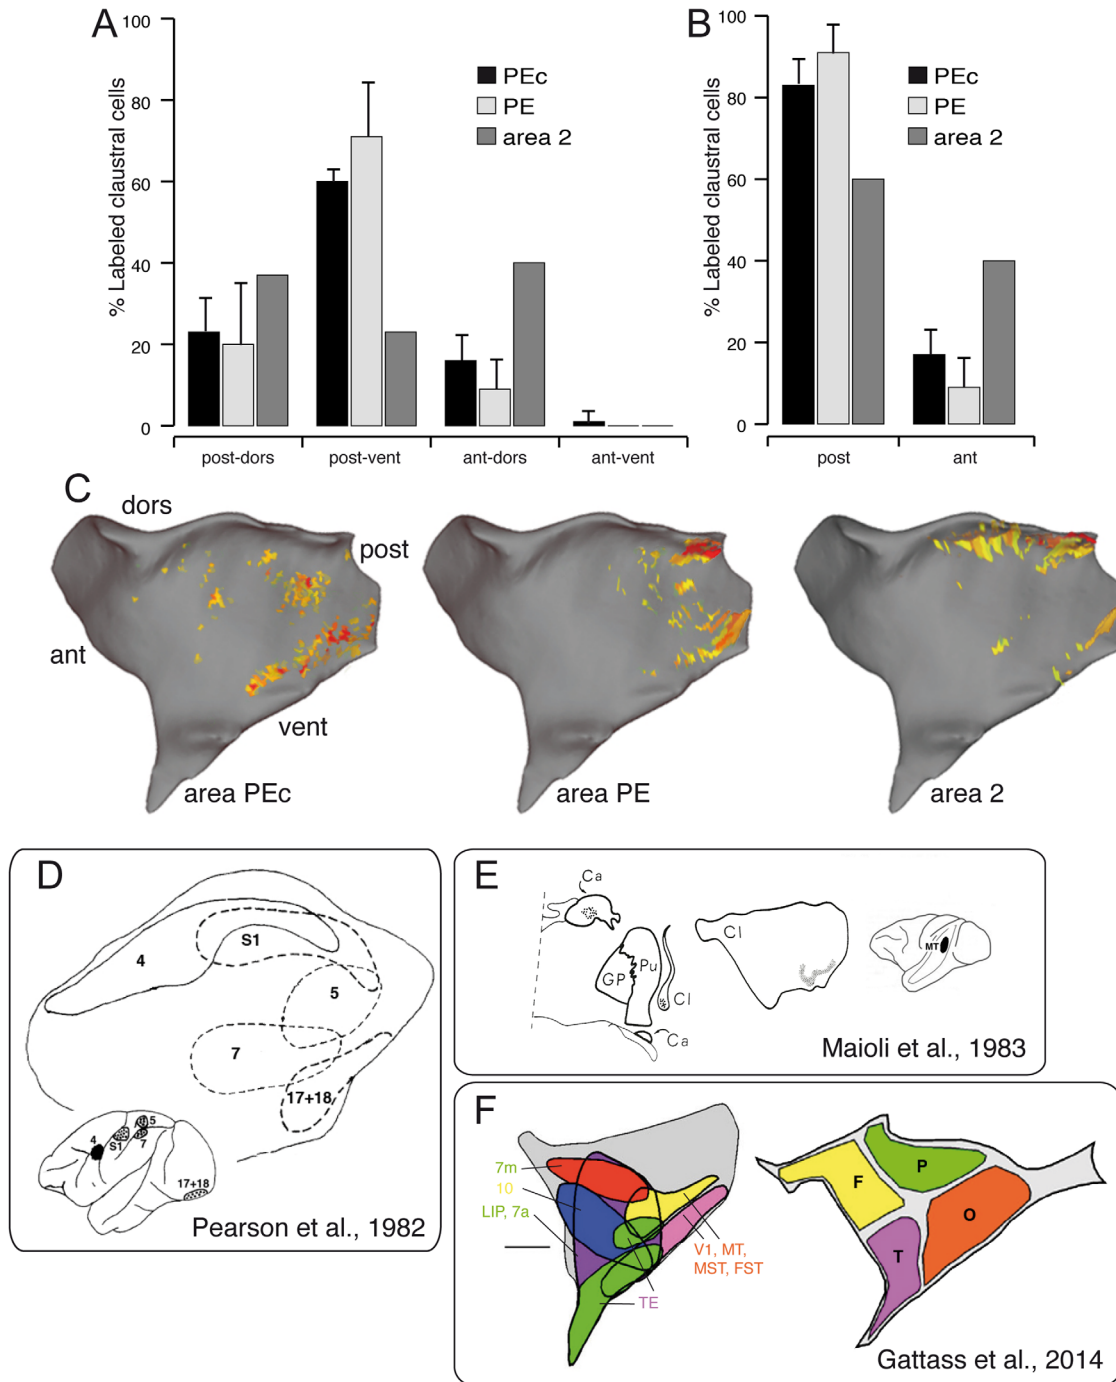 A
100
80
60
40
20
0
% Labeled claustral cells
PEc
PE
area 2
post-dors
post-vent
ant-dors
ant-vent
B
100
80
60
40
20
0
% Labeled claustral cells
PEc
PE
area 2
post
ant
C
dors
post
ant
vent
area PEc
area PE
area 2
D
4
S1
5
7
17+18
4
S1
5
7
17+18
Pearson et al., 1982
E
Ca
GP
Pu
Cl
Ca
Cl
MT
Maioli et al., 1983
F
7m
10
LIP, 7a
V1, MT,
MST, FST
TE
F
P
O
T
Gattass et al., 2014